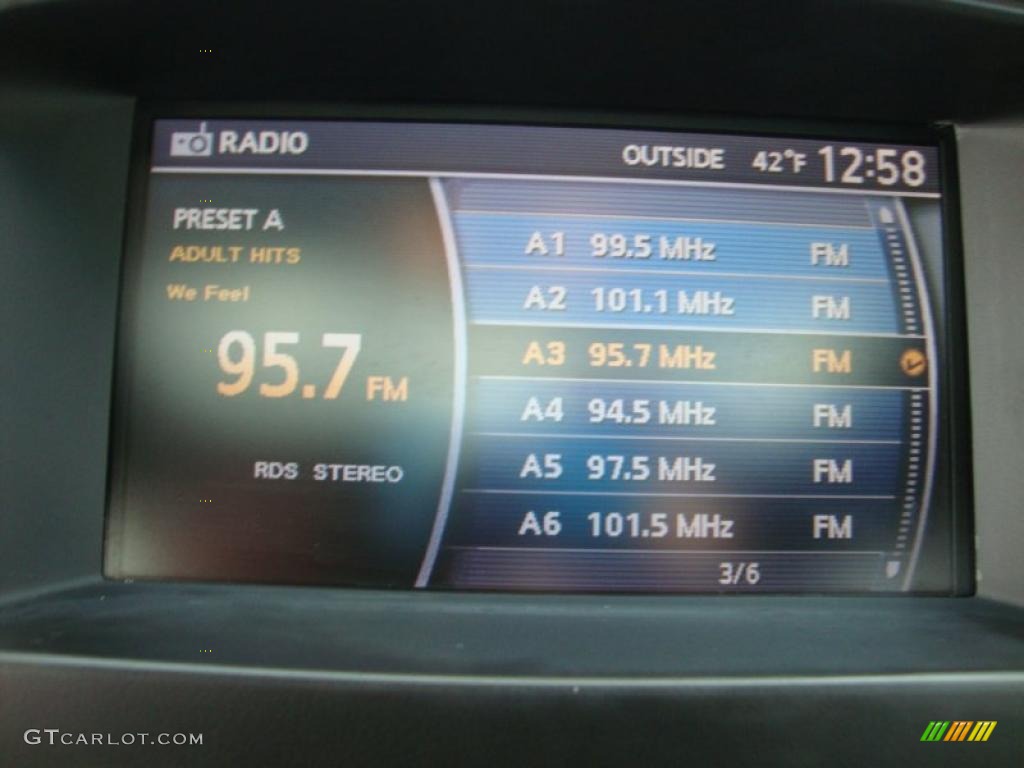 RADIO
OUTSIDE 42°F 12:58
PRESET A
ADULT HITS
We Feel
95.7 FM
RDS STEREO
A1 99.5 MHz FM
A2 101.1 MHz FM
A3 95.7 MHz FM
A4 94.5 MHz FM
A5 97.5 MHz FM
A6 101.5 MHz FM
3/6
GTCARLOT.COM